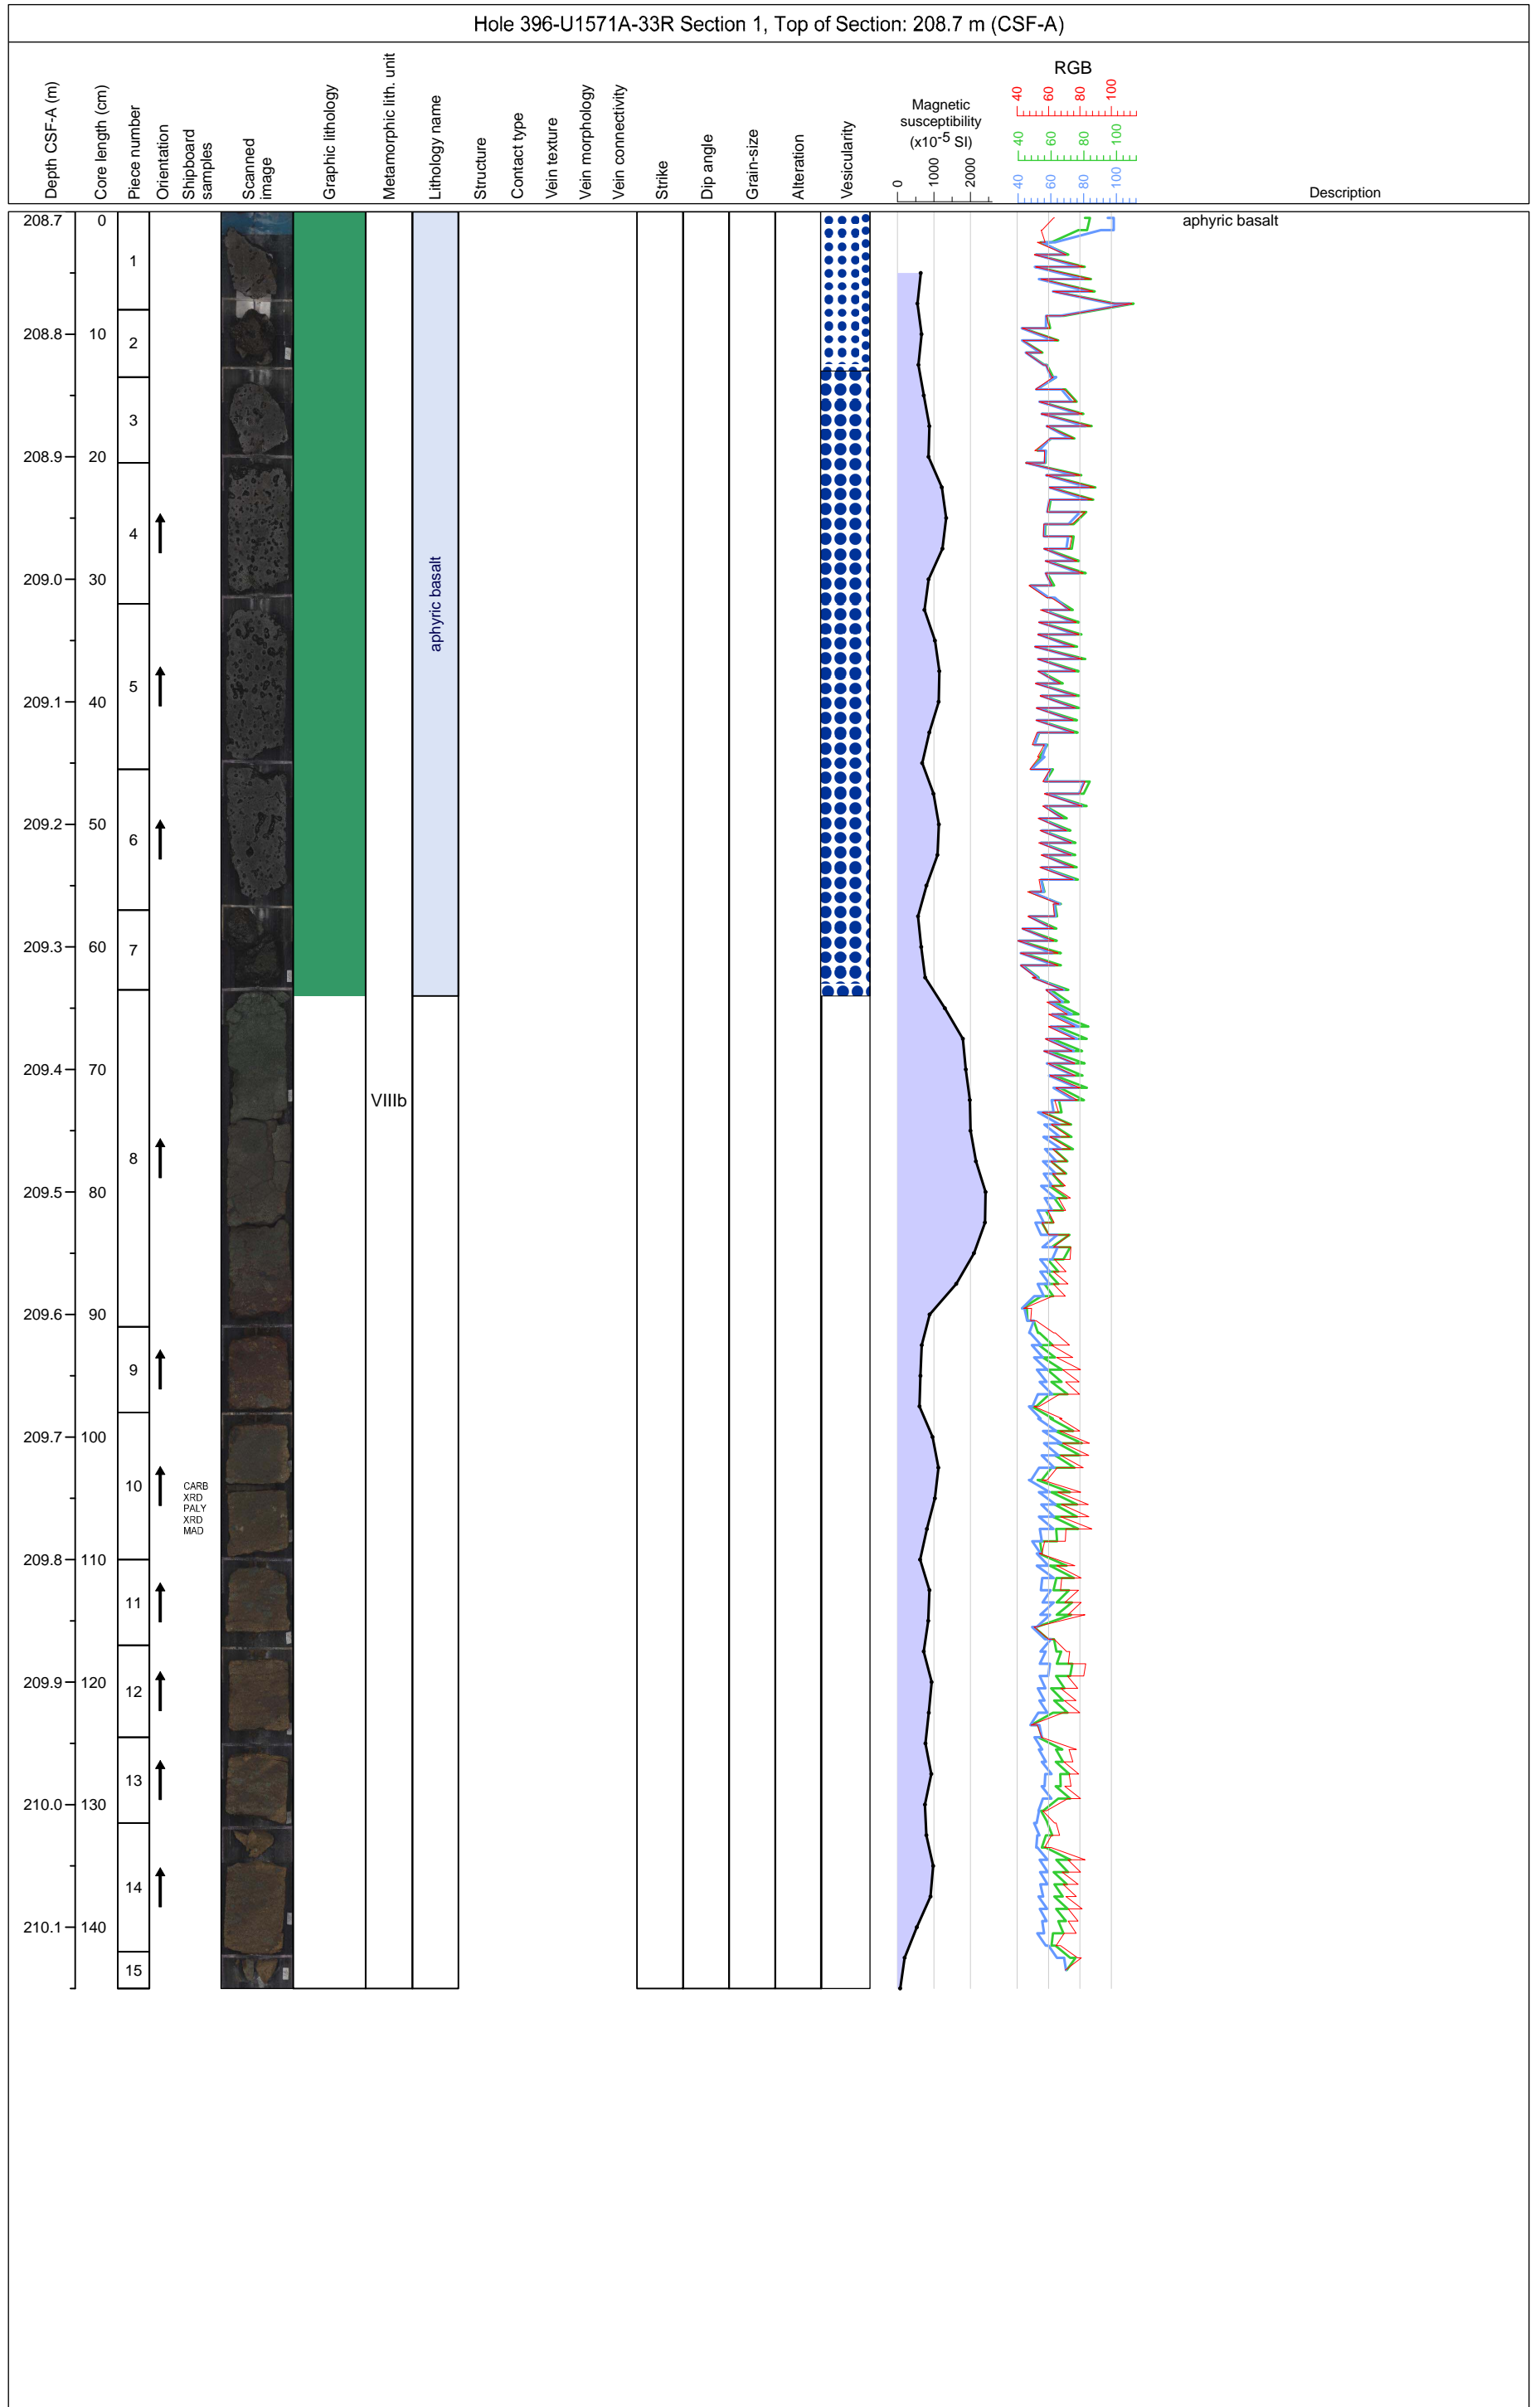 Hole 396-U1571A-33R Section 1, Top of Section: 208.7 m (CSF-A)
Depth CSF-A (m)
Core length (cm)
Piece number
Orientation
Shipboard
samples
Scanned
image
Graphic lithology
Metamorphic lith. unit
Lithology name
Structure
Contact type
Vein texture
Vein morphology
Vein connectivity
Strike
Dip angle
Grain-size
Alteration
Vesicularity
Magnetic
susceptibility
(x10-5 SI)
0
1000
2000
RGB
40 60 80 100
40 60 80 100
40 60 80 100
Description
208.7 0
aphyric basalt
1
208.8 10
2
3
208.9 20
4
209.0 30
aphyric basalt
5
209.1 40
209.2 50
6
209.3 60
7
209.4 70
VIIIb
8
209.5 80
209.6 90
9
209.7 100
10
CARB
XRD
PALY
XRD
MAD
209.8 110
11
209.9 120
12
13
210.0 130
14
210.1 140
15